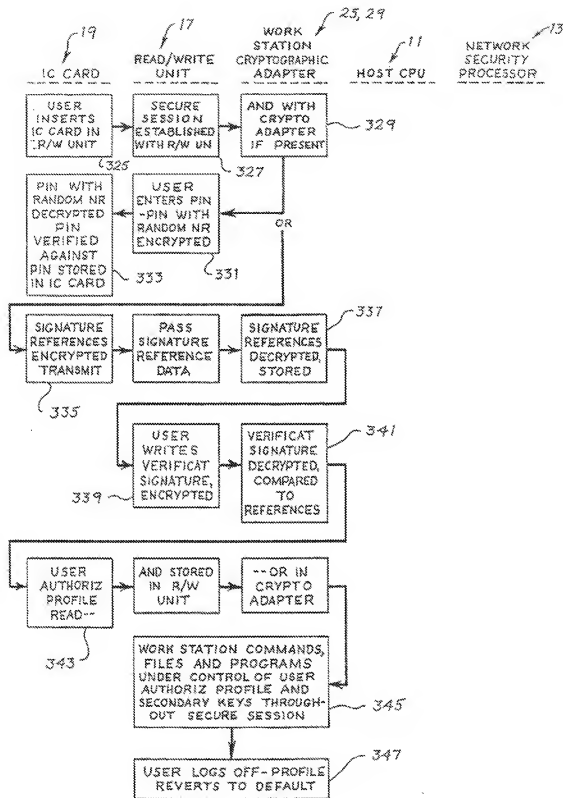 25, 29
19
17
WORK
STATION
CRYPTOGRAPHIC
ADAPTER
11
13
NETWORK
SECURITY
PROCESSOR
IC CARD
READ/WRITE
UNIT
HOST CPU
USER
INSERTS
IC CARD IN
R/W UNIT
325
SECURE
SESSION
ESTABLISHED
WITH R/W UN
327
AND WITH
CRYPTO
ADAPTER
IF PRESENT
329
PIN WITH
RANDOM NR
DECRYPTED
PIN
VERIFIED
AGAINST
PIN STORED
IN IC CARD
333
USER
ENTERS PIN
-PIN WITH
RANDOM NR
ENCRYPTED
331
OR
SIGNATURE
REFERENCES
ENCRYPTED
TRANSMIT
335
PASS
SIGNATURE
REFERENCE
DATA
SIGNATURE
REFERENCES
DECRYPTED,
STORED
337
USER
WRITES
VERIFICAT
SIGNATURE,
ENCRYPTED
339
VERIFICAT
SIGNATURE
DECRYPTED,
COMPARED
TO
REFERENCES
341
USER
AUTHORIZ
PROFILE
READ--
343
AND STORED
IN R/W
UNIT
--OR IN
CRYPTO
ADAPTER
WORK STATION COMMANDS,
FILES AND PROGRAMS
UNDER CONTROL OF USER
AUTHORIZ PROFILE AND
SECONDARY KEYS THROUGH-
OUT SECURE SESSION
345
USER LOGS OFF-PROFILE
REVERTS TO DEFAULT
347